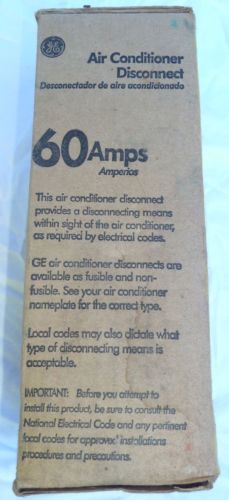 GE
Air Conditioner
Disconnect
Desconectador de aire acondicionado
60 Amps
Amperios
This air conditioner disconnect
provides a disconnecting means
within sight of the air conditioner,
as required by electrical codes.
GE air conditioner disconnects are
available as fusible and non-
fusible. See your air conditioner
nameplate for the correct type.
Local codes may also dictate what
type of disconnecting means is
acceptable.
IMPORTANT: Before you attempt to
install this product, be sure to consult the
National Electrical Code and any pertinent
local codes for approved installations
procedures and precautions.